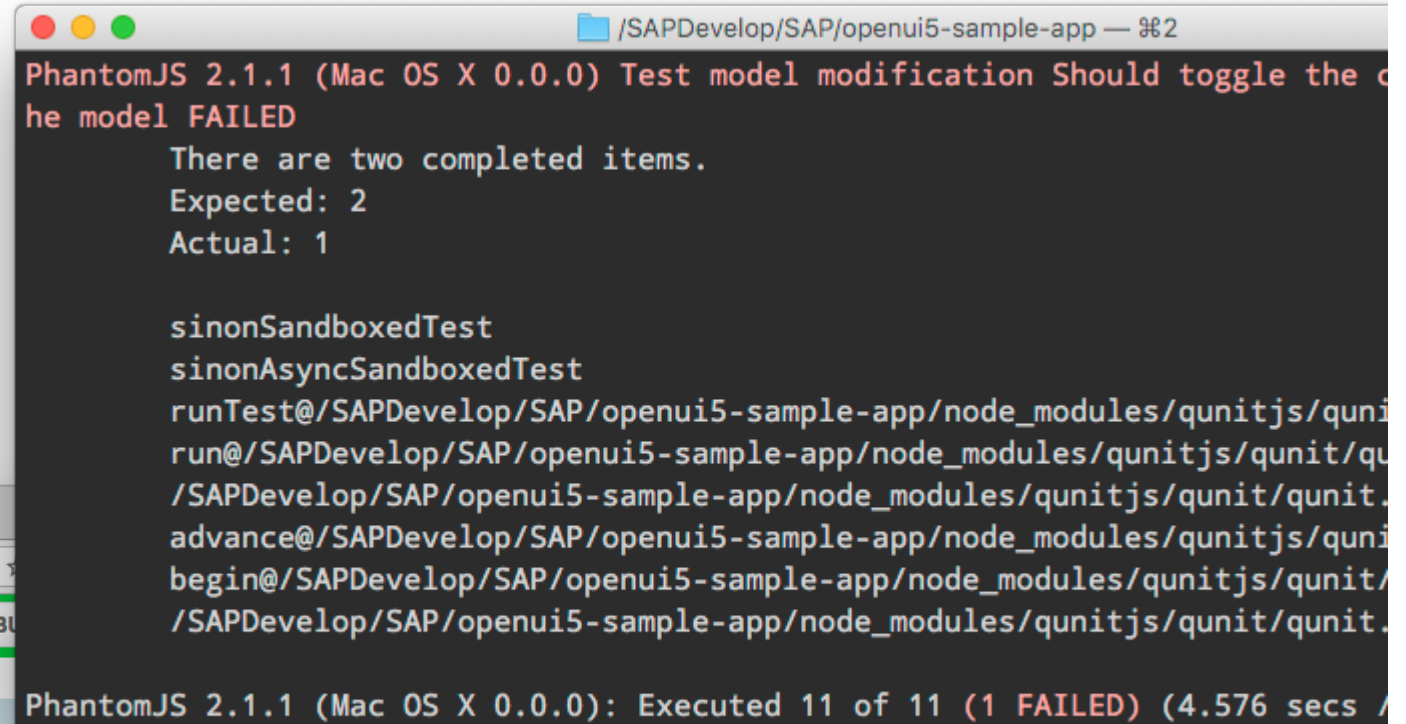 /SAPDevelop/SAP/openui5-sample-app — ⌘2
PhantomJS 2.1.1 (Mac OS X 0.0.0) Test model modification Should toggle the
he model FAILED
There are two completed items.
Expected: 2
Actual: 1
sinonSandboxedTest
sinonAsyncSandboxedTest
runTest@/SAPDevelop/SAP/openui5-sample-app/node_modules/qunitjs/quni
run@/SAPDevelop/SAP/openui5-sample-app/node_modules/qunitjs/qunit/qu
/SAPDevelop/SAP/openui5-sample-app/node_modules/qunitjs/qunit/qunit.
advance@/SAPDevelop/SAP/openui5-sample-app/node_modules/qunitjs/quni
begin@/SAPDevelop/SAP/openui5-sample-app/node_modules/qunitjs/qunit/
/SAPDevelop/SAP/openui5-sample-app/node_modules/qunitjs/qunit/qunit.
PhantomJS 2.1.1 (Mac OS X 0.0.0): Executed 11 of 11 (1 FAILED) (4.576 secs /